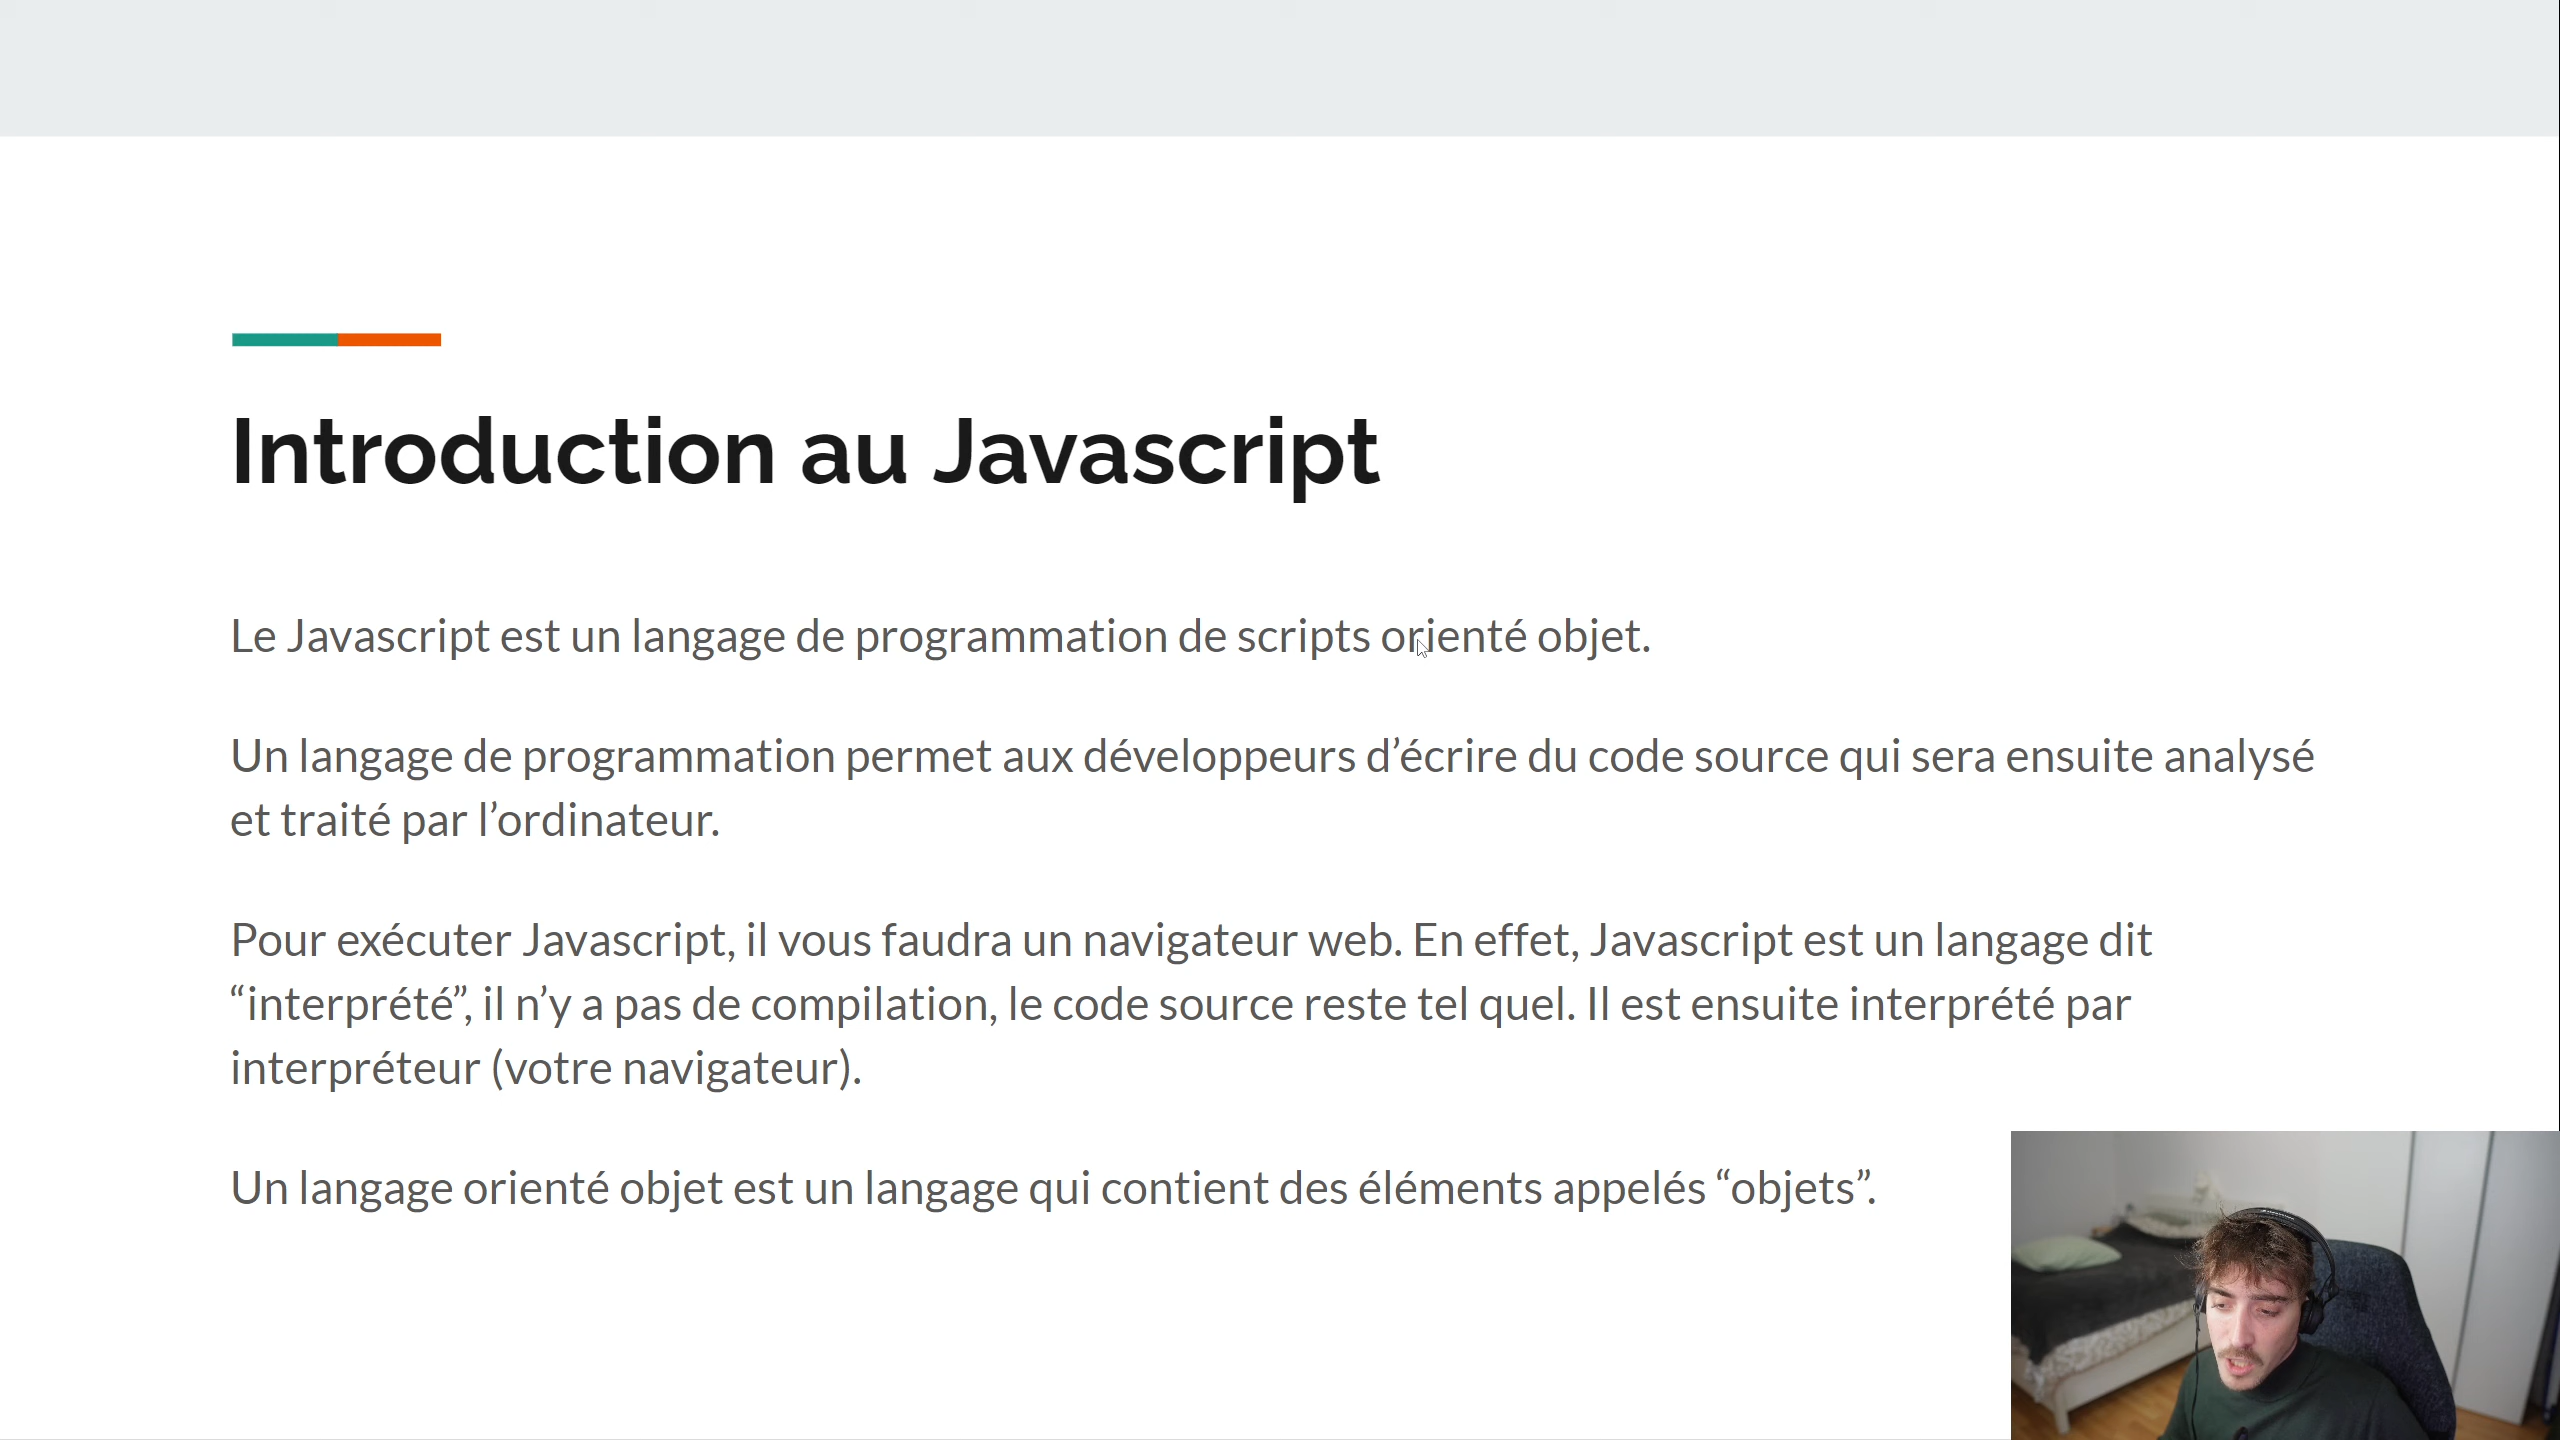 Introduction au Javascript
Le Javascript est un langage de programmation de scripts orienté objet.
Un langage de programmation permet aux développeurs d’écrire du code source qui sera ensuite analysé
et traité par l’ordinateur.
Pour exécuter Javascript, il vous faudra un navigateur web. En effet, Javascript est un langage dit
“interprété”, il n’y a pas de compilation, le code source reste tel quel. Il est ensuite interprété par
interpréteur (votre navigateur).
Un langage orienté objet est un langage qui contient des éléments appelés “objets”.